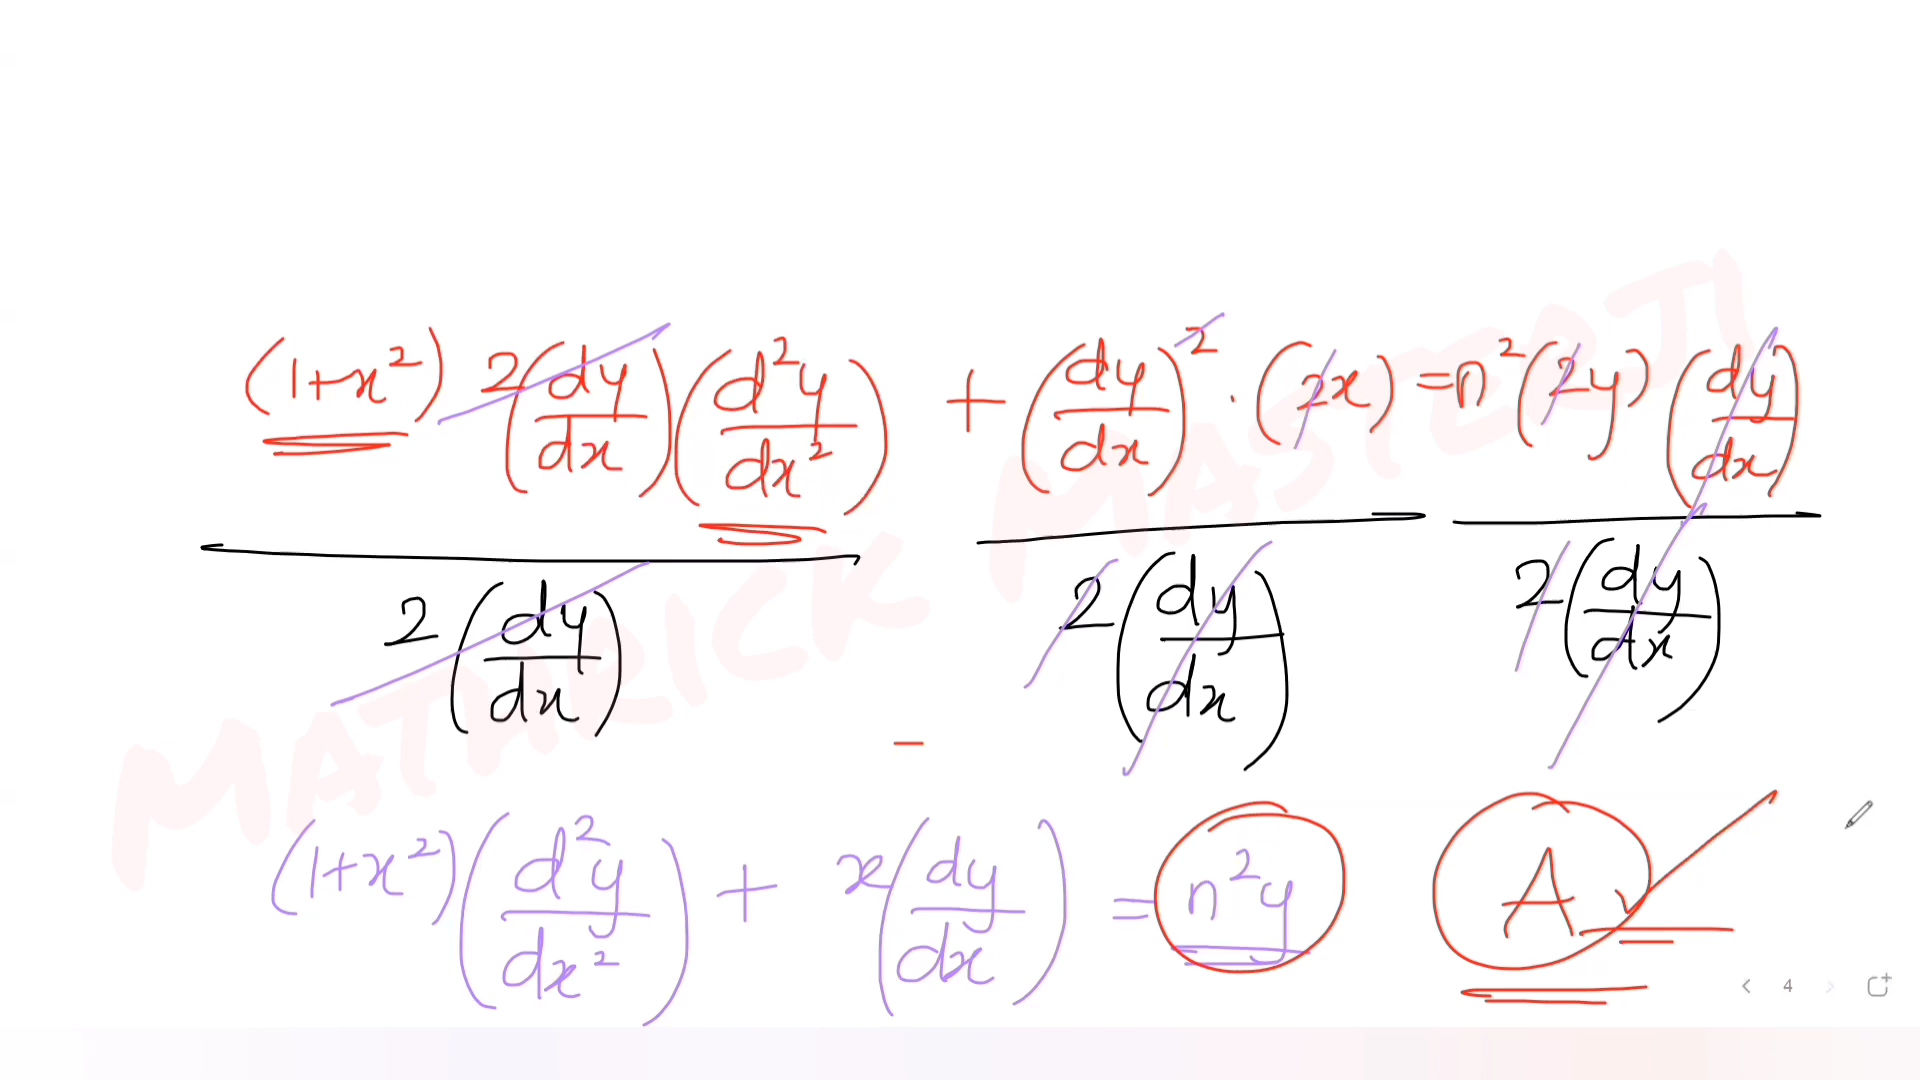 (1+x²) 2(dy/dx)(d²y/dx²) + (dy/dx)² · (2x) = n²(2y)(dy/dx)
2(dy/dx) 2(dy/dx) 2(dy/dx)
(1+x²)(d²y/dx²) + x(dy/dx) = n²y A
MATHRICK MASTERJI
4